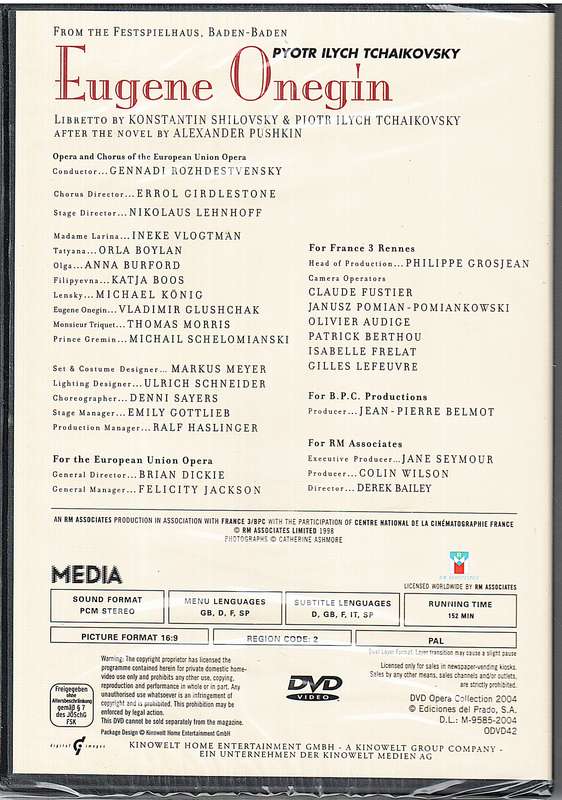 FROM THE FESTSPIELHAUS, BADEN-BADEN
PYOTR ILYCH TCHAIKOVSKY
Eugene Onegin
LIBRETTO BY KONSTANTIN SHILOVSKY & PIOTR ILYCH TCHAIKOVSKY
AFTER THE NOVEL BY ALEXANDER PUSHKIN
Opera and Chorus of the European Union Opera
Conductor...GENNADI ROZHDESTVENSKY
Chorus Director...ERROL GIRDLESTONE
Stage Director...NIKOLAUS LEHNHOFF
Madame Larina...INEKE VLOGTMAN
Tatyana...ORLA BOYLAN
Olga...ANNA BURFORD
Filipyevna...KATJA BOOS
Lensky...MICHAEL KÖNIG
Eugene Onegin...VLADIMIR GLUSHCHAK
Monsieur Triquet...THOMAS MORRIS
Prince Gremin...MICHAIL SCHELOMIANSKI
Set & Costume Designer... MARKUS MEYER
Lighting Designer...ULRICH SCHNEIDER
Choreographer...DENNI SAYERS
Stage Manager...EMILY GOTTLIEB
Production Manager...RALF HASLINGER
For the European Union Opera
General Director...BRIAN DICKIE
General Manager...FELICITY JACKSON
For France 3 Rennes
Head of Production...PHILIPPE GROSJEAN
Camera Operators
CLAUDE FUSTIER
JANUSZ POMIAN-POMIANKOWSKI
OLIVIER AUDIGE
PATRICK BERTHOU
ISABELLE FRELAT
GILLES LEFEUVRE
For B.P.C. Productions
Producer...JEAN-PIERRE BELMOT
For RM Associates
Executive Producer...JANE SEYMOUR
Producer...COLIN WILSON
Director...DEREK BAILEY
AN RM ASSOCIATES PRODUCTION IN ASSOCIATION WITH FRANCE 3/BPC WITH THE PARTICIPATION OF CENTRE NATIONAL DE LA CINÉMATOGRAPHIE FRANCE
© RM ASSOCIATES LIMITED 1998
PHOTOGRAPHS © CATHERINE ASHMORE
RM ASSOCIATES
LICENSED WORLDWIDE BY RM ASSOCIATES
MEDIA
SOUND FORMAT
PCM STEREO
MENU LANGUAGES
GB, D, F, SP
SUBTITLE LANGUAGES
D, GB, F, IT, SP
RUNNING TIME
152 MIN
PICTURE FORMAT 16:9
REGION CODE: 2
PAL
Dual Layer Format. Layer transition may cause a slight pause
Freigegeben
ohne
Altersbeschränkung
gemäß § 7
des JÖSchG
FSK
Warning: The copyright proprietor has licensed the
programme contained herein for private domestic home-
video use only and prohibits any other use, copying,
reproduction and performance in whole or in part. Any
unauthorised use whatsoever is an infringement of
copyright and is prohibited. This prohibition may be
enforced by legal action.
This DVD cannot be sold separately from the magazine.
Package Design © Kinowelt Home Entertainment GmbH
DVD
VIDEO
Licensed only for sales in newspaper-vending kiosks.
Sales by any other means, sales channels and/or outlets,
are strictly prohibited.
DVD Opera Collection 2004
© Ediciones del Prado, S.A.
D.L.: M-9585-2004
ODVD42
digital images
KINOWELT HOME ENTERTAINMENT GMBH - A KINOWELT GROUP COMPANY -
EIN UNTERNEHMEN DER KINOWELT MEDIEN AG